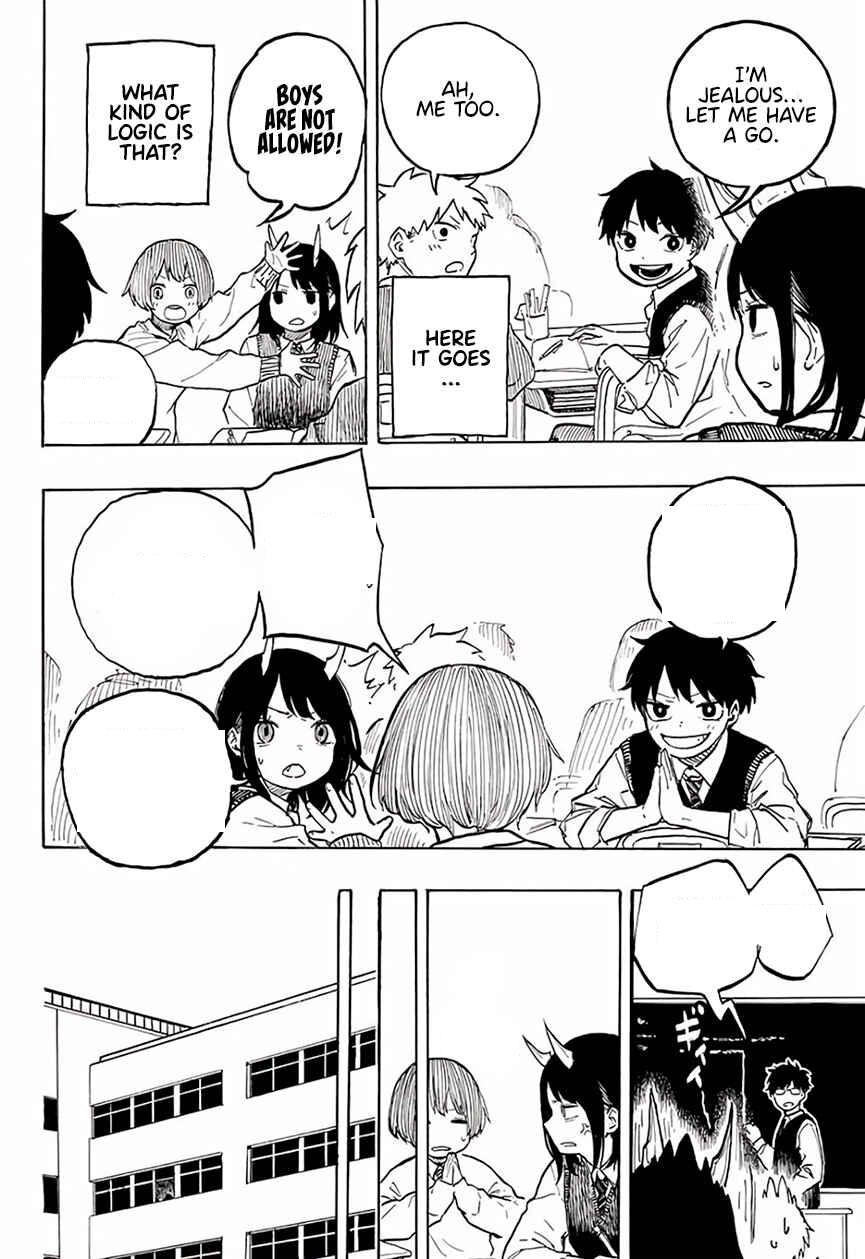 I'M
JEALOUS...
LET ME HAVE
A GO.
AH,
ME TOO.
HERE
IT GOES
...
BOYS
ARE NOT
ALLOWED!
WHAT
KIND OF
LOGIC IS
THAT?
ギィィ